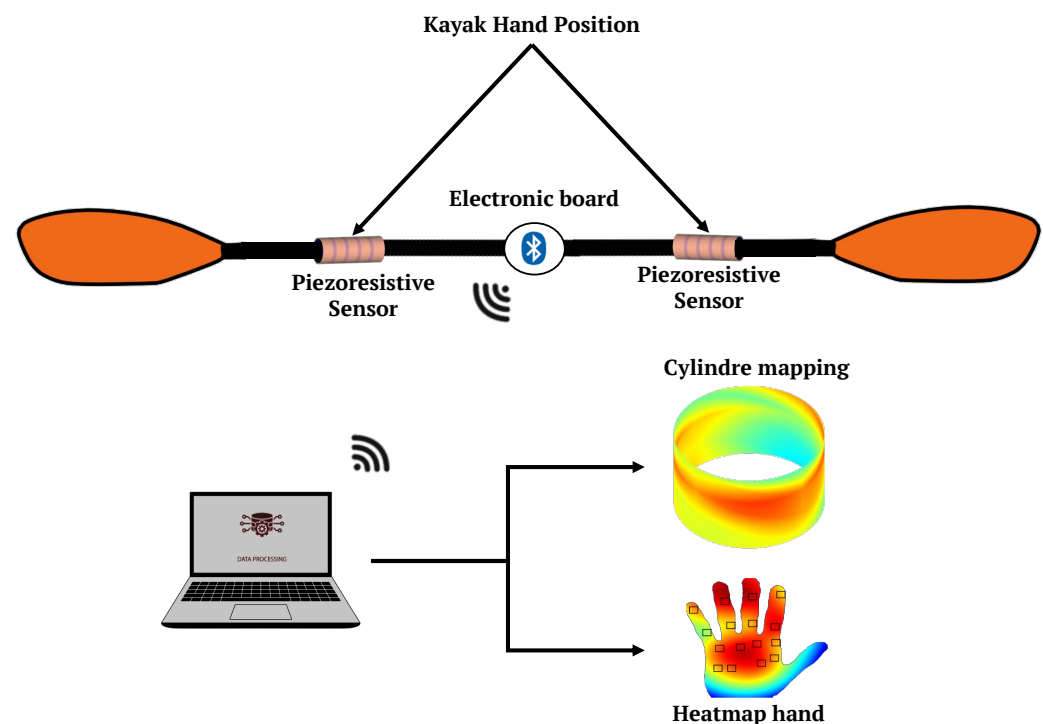 Kayak Hand Position
Electronic board
Piezoresistive
Sensor
Piezoresistive
Sensor
Cylindre mapping
DATA PROCESSING
Heatmap hand